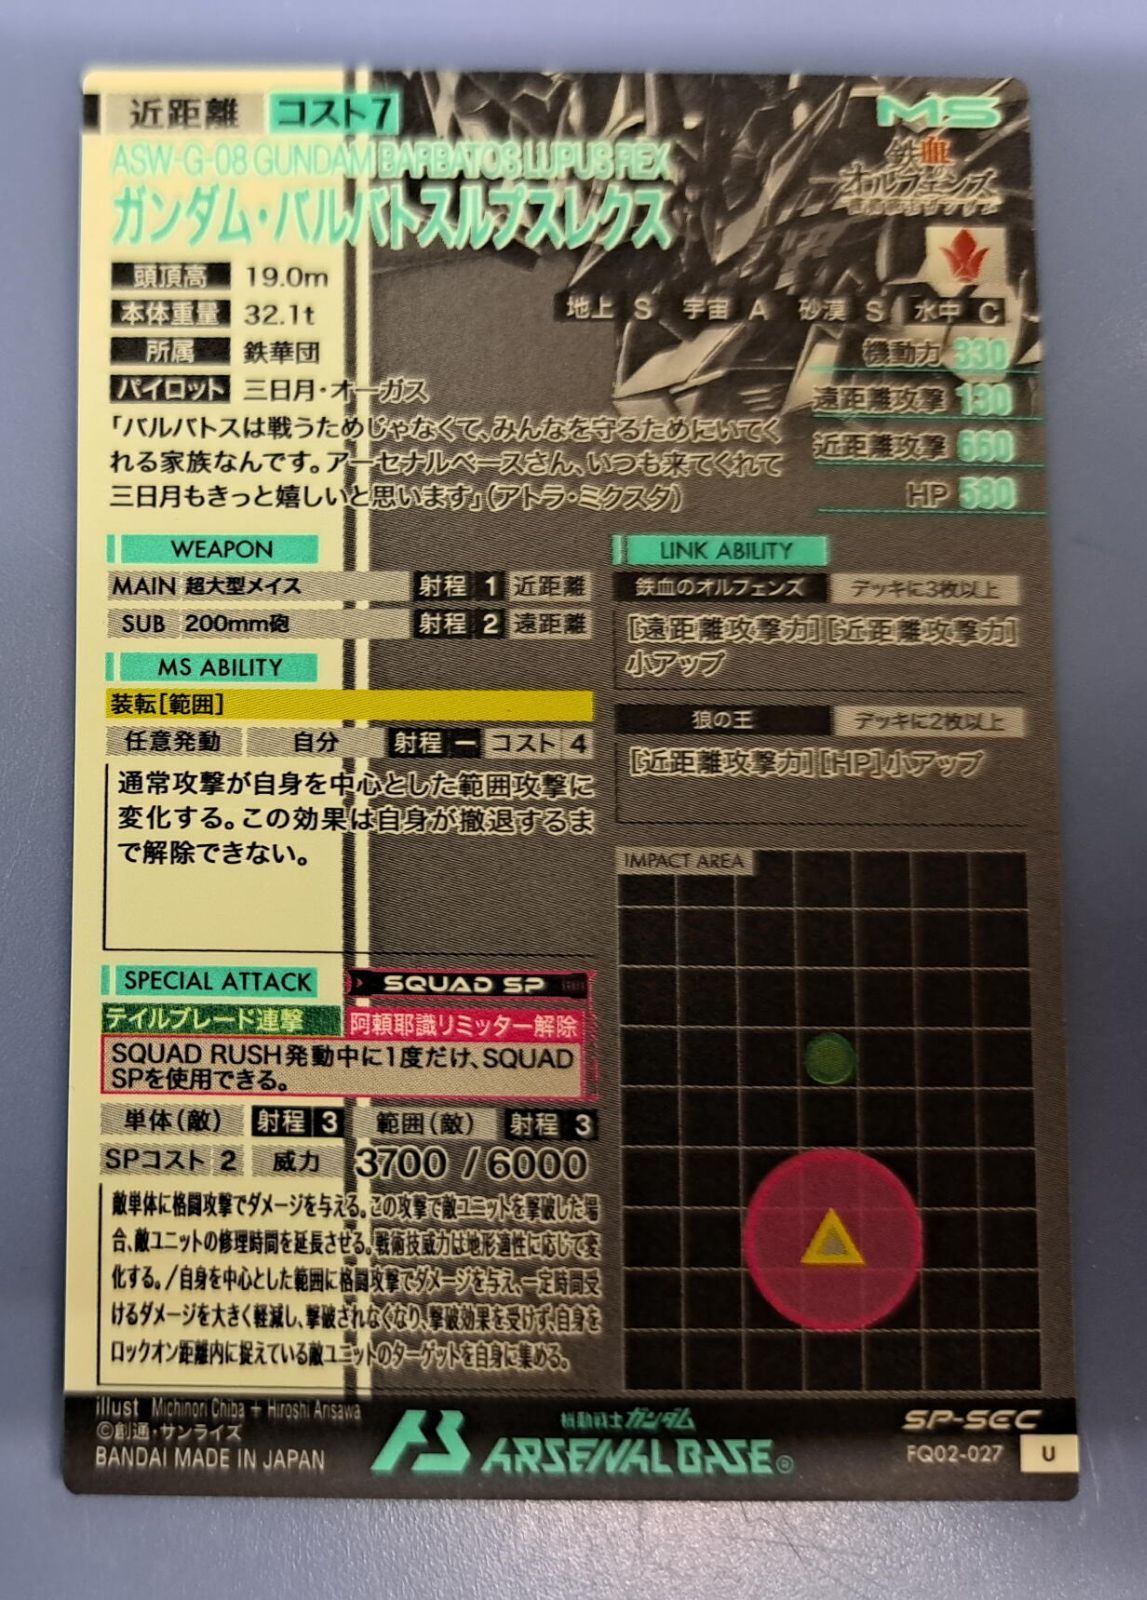 近距離 コスト7
MS
ASW-G-08 GUNDAM BARBATOS LUPUS REX
ガンダム・バルバトスルプスレクス
鉄血の
オルフェンズ
頭頂高 19.0m
本体重量 32.1t
所属 鉄華団
パイロット 三日月・オーガス
地上 S 宇宙 A 砂漠 S 水中 C
機動力 330
遠距離攻撃 130
近距離攻撃 660
HP 580
「バルバトスは戦うためじゃなくて、みんなを守るためにいてく
れる家族なんです。アーセナルベースさん、いつも来てくれて
三日月もきっと嬉しいと思います」(アトラ・ミクスタ)
WEAPON
MAIN 超大型メイス 射程 1 近距離
SUB 200mm砲 射程 2 遠距離
MS ABILITY
装転[範囲]
任意発動 自分 射程 ー コスト 4
通常攻撃が自身を中心とした範囲攻撃に
変化する。この効果は自身が撤退するま
で解除できない。
LINK ABILITY
鉄血のオルフェンズ デッキに3枚以上
[遠距離攻撃力][近距離攻撃力]
小アップ
狼の王 デッキに2枚以上
[近距離攻撃力][HP]小アップ
IMPACT AREA
SPECIAL ATTACK SQUAD SP
テイルブレード連撃 阿頼耶識リミッター解除
SQUAD RUSH発動中に1度だけ、SQUAD
SPを使用できる。
単体(敵) 射程 3 範囲(敵) 射程 3
SPコスト 2 威力 3700 / 6000
敵単体に格闘攻撃でダメージを与える。この攻撃で敵ユニットを撃破した場
合、敵ユニットの修理時間を延長させる。戦術技威力は地形適性に応じて変
化する。/自身を中心とした範囲に格闘攻撃でダメージを与え、一定時間受
けるダメージを大きく軽減し、撃破されなくなり、撃破効果を受けず、自身を
ロックオン距離内に捉えている敵ユニットのターゲットを自身に集める。
illust Michinori Chiba + Hiroshi Arisawa
©創通・サンライズ
BANDAI MADE IN JAPAN
AB 機動戦士ガンダム
ARSENAL BASE®
SP-SEC
FQ02-027 U